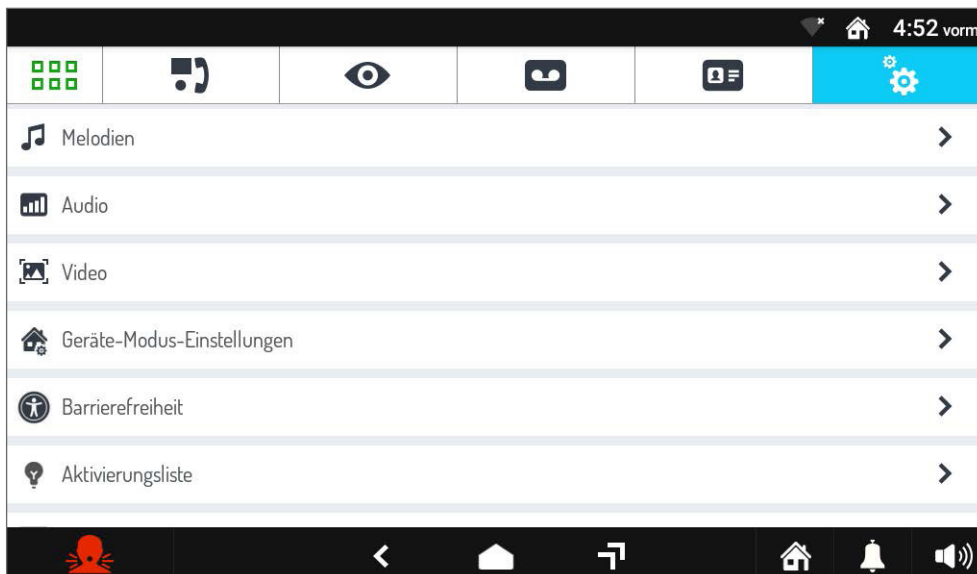 4:52 vorm
Melodien
Audio
Video
Geräte-Modus-Einstellungen
Barrierefreiheit
Aktivierungsliste